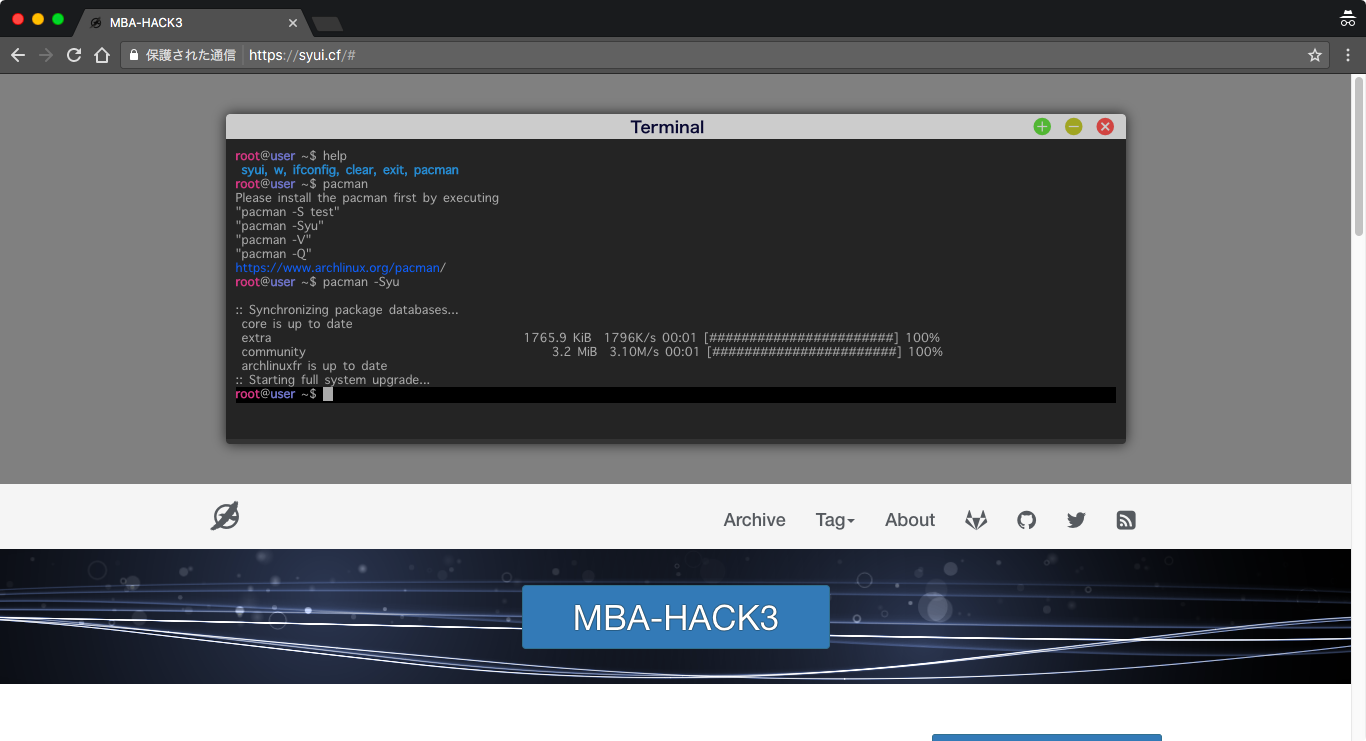 MBA-HACK3
保護された通信 https://syui.cf/#
Terminal
root@user ~$ help
syui, w, ifconfig, clear, exit, pacman
root@user ~$ pacman
Please install the pacman first by executing
"pacman -S test"
"pacman -Syu"
"pacman -V"
"pacman -Q"
https://www.archlinux.org/pacman/
root@user ~$ pacman -Syu
:: Synchronizing package databases...
core is up to date
extra 1765.9 KiB 1796K/s 00:01 [########################] 100%
community 3.2 MiB 3.10M/s 00:01 [########################] 100%
archlinuxfr is up to date
:: Starting full system upgrade...
root@user ~$
Archive Tag About
MBA-HACK3